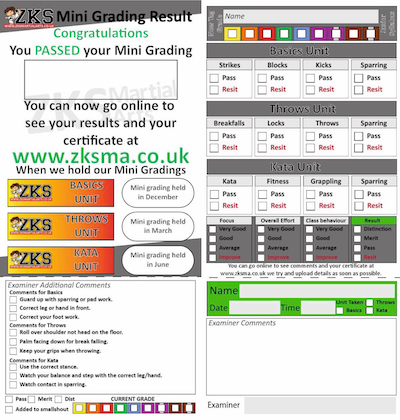 ZKS Mini Grading Result
Congratulations
You PASSED your Mini Grading
ZKS Martial Arts
You can now go online to
see your results and your
certificate at
www.zksma.co.uk
When we hold our Mini Gradings
ZKS BASICS UNIT
Mini grading held in December
ZKS THROWS UNIT
Mini grading held in March
ZKS KATA UNIT
Mini grading held in June
Name
Basics Unit
Strikes Blocks Kicks Sparring
Pass Pass Pass Pass
Resit Resit Resit Resit
Throws Unit
Breakfalls Locks Throws Sparring
Pass Pass Pass Pass
Resit Resit Resit Resit
Kata Unit
Kata Fitness Grappling Sparring
Pass Pass Pass Pass
Resit Resit Resit Resit
Focus Overall Effort Class behaviour Result
Very Good Very Good Very Good Distinction
Good Good Good Merit
Average Average Average Pass
Improve Improve Improve Resit
You can go online to see comments and your certificate at
www.zksma.co.uk we try and upload details as soon as possible.
Examiner Additional Comments
Comments for Basics
Guard up with sparring or pad work.
Correct leg or hand in front.
Correct your foot work.
Comments for Throws
Roll over shoulder not head on the floor.
Palm facing down for break falling.
Keep your grips when throwing.
Comments for Kata
Use the correct stance.
Watch your balance and step with the correct leg/hand.
Watch contact in sparring.
Pass Merit Dist CURRENT GRADE
Added to smallshout
Name
Date Time
Unit Taken Throws
Basics Kata
Examiner Comments
Examiner